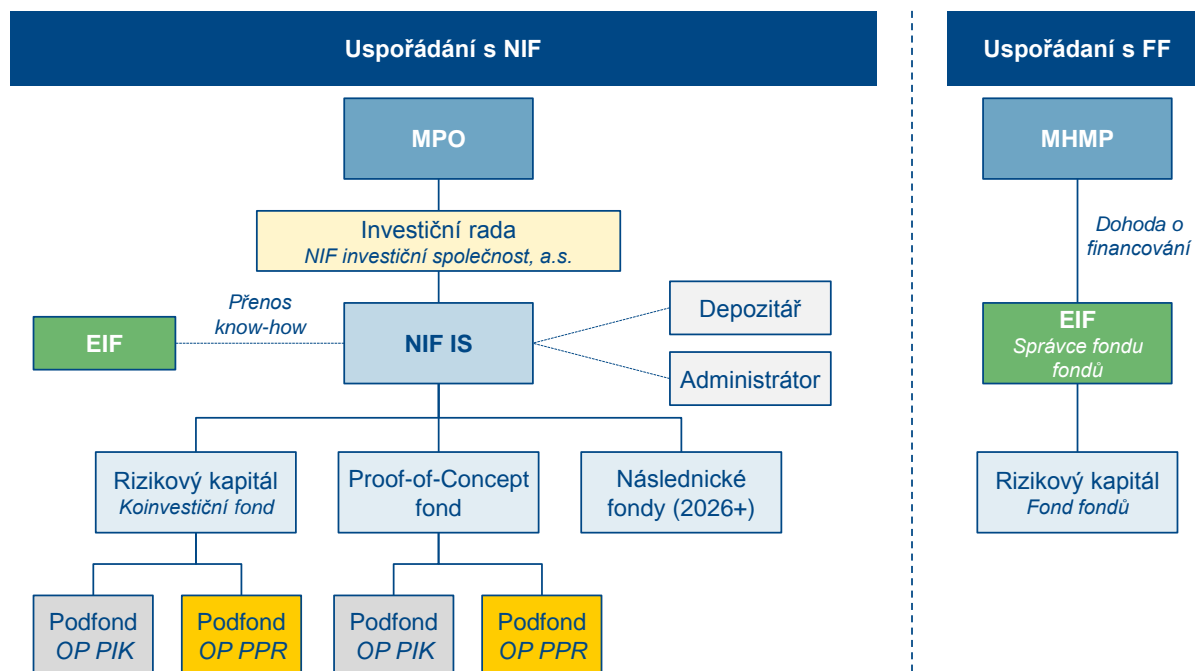 Uspořádání s NIF
MPO
Investiční rada
NIF investiční společnost, a.s.
Přenos
know-how
EIF
NIF IS
Depozitář
Administrátor
Rizikový kapitál
Koinvestiční fond
Proof-of-Concept
fond
Následnické
fondy (2026+)
Podfond
OP PIK
Podfond
OP PPR
Podfond
OP PIK
Podfond
OP PPR
Uspořádaní s FF
MHMP
Dohoda o
financování
EIF
Správce fondu
fondů
Rizikový kapitál
Fond fondů